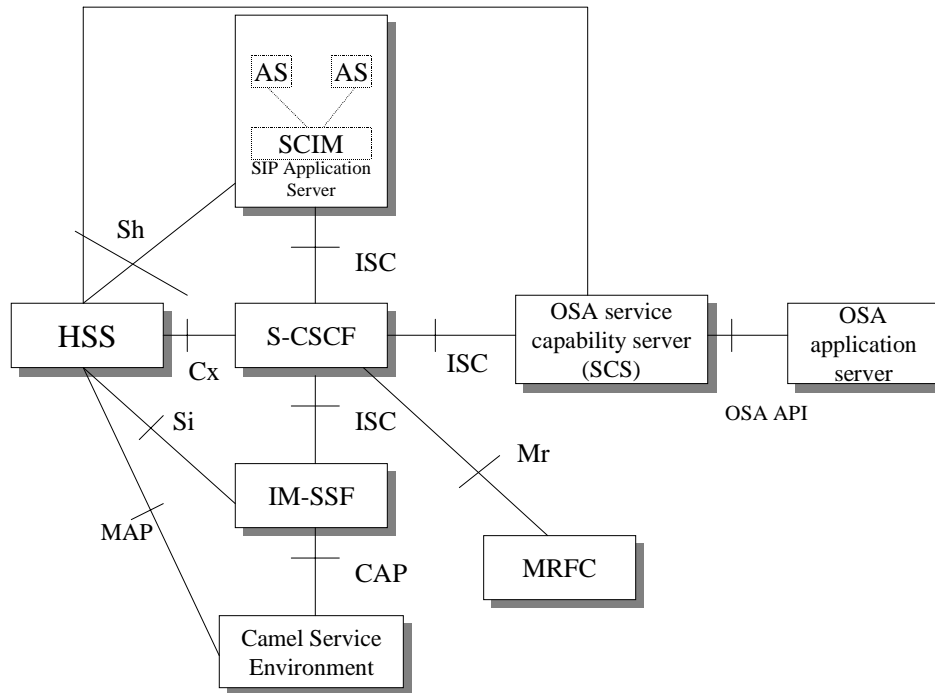 AS AS
SCIM
SIP Application
Server
Sh
ISC
HSS
S-CSCF
OSA service
capability server
(SCS)
OSA
application
server
Cx
ISC
OSA API
Si
ISC
Mr
IM-SSF
MAP
CAP
MRFC
Camel Service
Environment